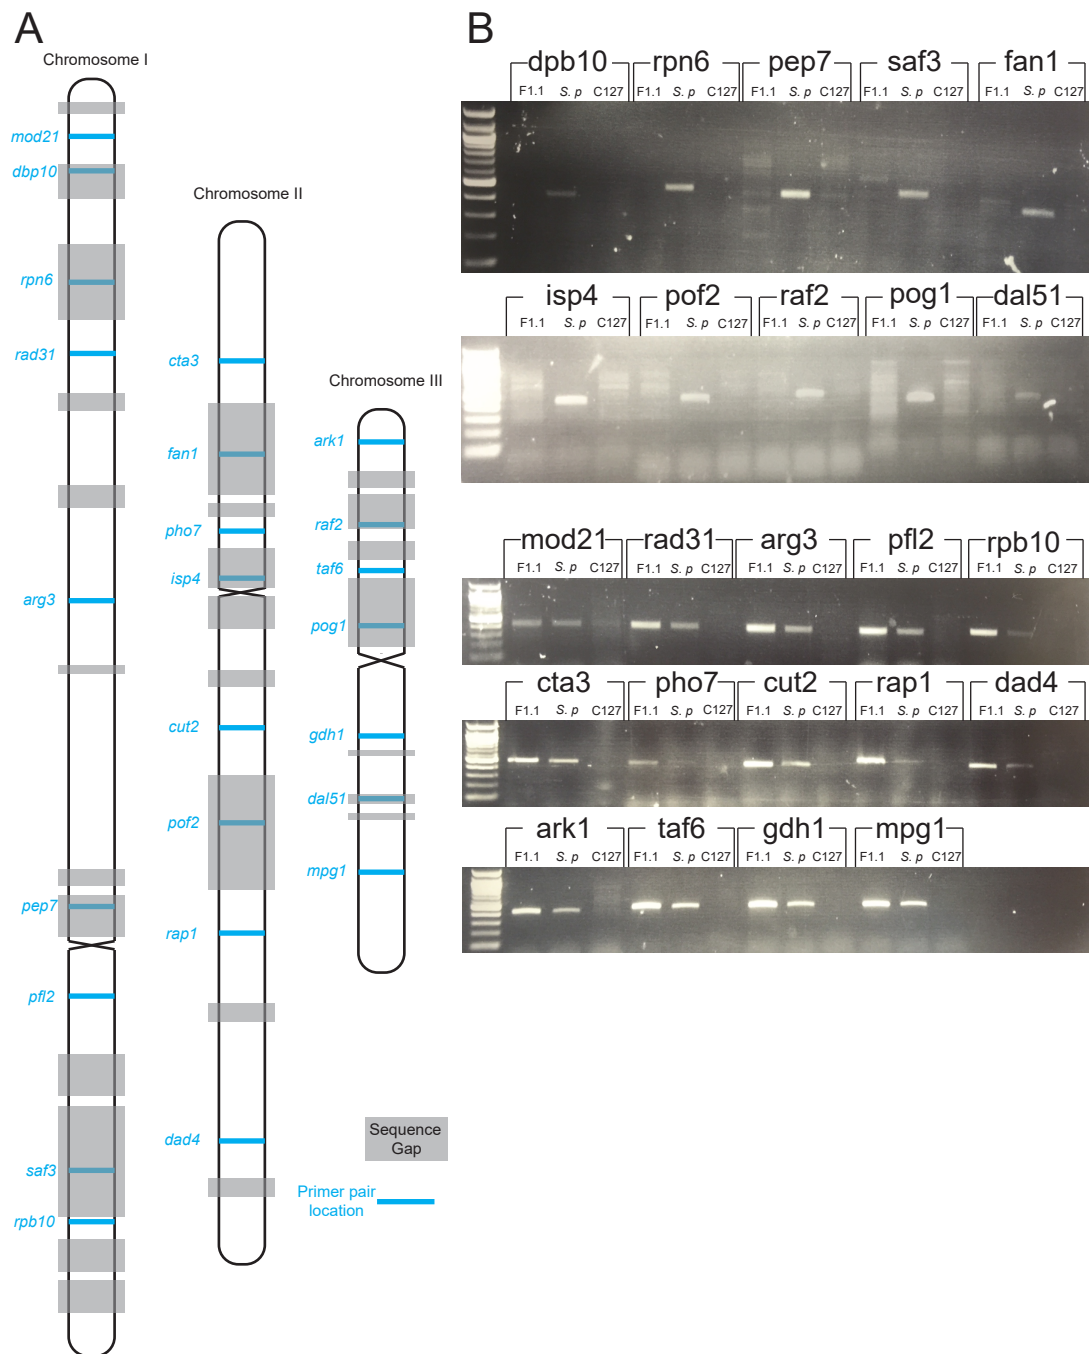 A
Chromosome I
mod21
dbp10
rpn6
rad31
arg3
pep7
pfl2
saf3
rpb10
Chromosome II
cta3
fan1
pho7
isp4
cut2
pof2
rap1
dad4
Chromosome III
ark1
raf2
taf6
pog1
gdh1
dal51
mpg1
Sequence
Gap
Primer pair
location
B
dpb10 rpn6 pep7 saf3 fan1
F1.1 S. p C127 F1.1 S. p C127 F1.1 S. p C127 F1.1 S. p C127 F1.1 S. p C127
isp4 pof2 raf2 pog1 dal51
F1.1 S. p C127 F1.1 S. p C127 F1.1 S. p C127 F1.1 S. p C127 F1.1 S. p C127
mod21 rad31 arg3 pfl2 rpb10
F1.1 S. p C127 F1.1 S. p C127 F1.1 S. p C127 F1.1 S. p C127 F1.1 S. p C127
cta3 pho7 cut2 rap1 dad4
F1.1 S. p C127 F1.1 S. p C127 F1.1 S. p C127 F1.1 S. p C127 F1.1 S. p C127
ark1 taf6 gdh1 mpg1
F1.1 S. p C127 F1.1 S. p C127 F1.1 S. p C127 F1.1 S. p C127